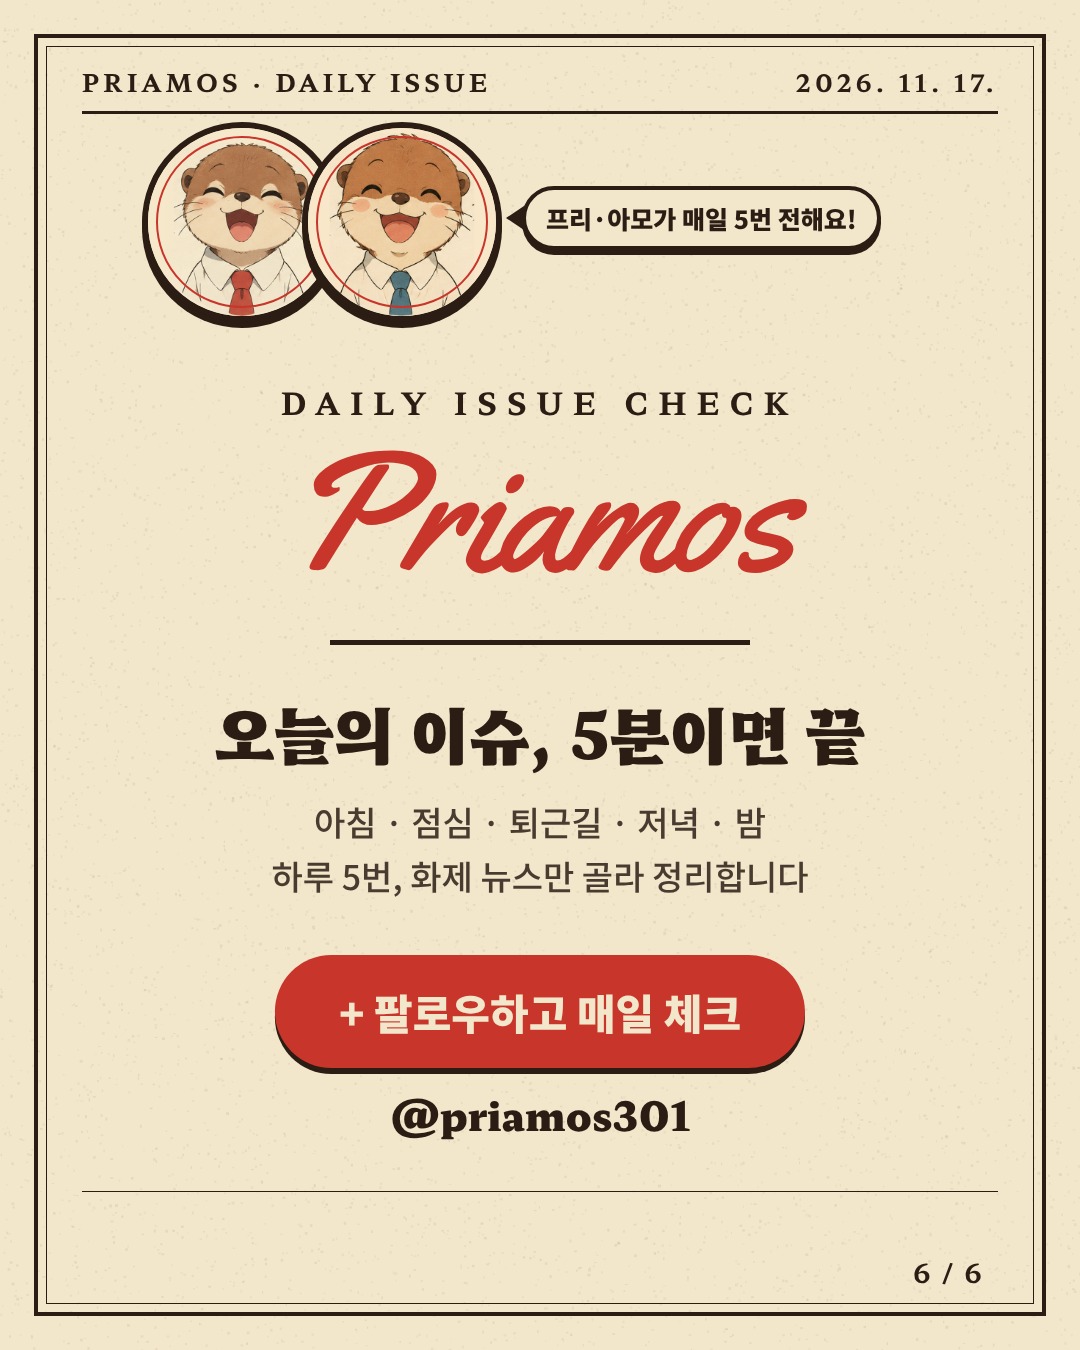 PRIAMOS · DAILY ISSUE
2026. 11. 17.
프리·아모가 매일 5번 전해요!
DAILY ISSUE CHECK
Priamos
오늘의 이슈, 5분이면 끝
아침 · 점심 · 퇴근길 · 저녁 · 밤
하루 5번, 화제 뉴스만 골라 정리합니다
+ 팔로우하고 매일 체크
@priamos301
6 / 6